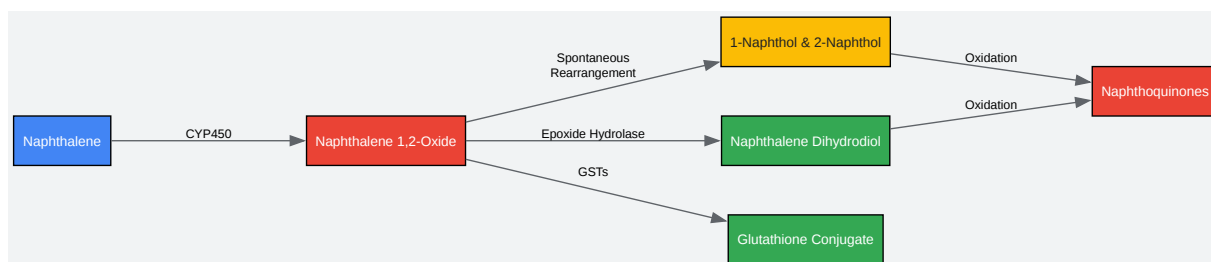 1-Naphthol & 2-Naphthol
Spontaneous
Rearrangement
Oxidation
Naphthoquinones
Naphthalene
CYP450
Naphthalene 1,2-Oxide
Epoxide Hydrolase
Naphthalene Dihydrodiol
Oxidation
GSTs
Glutathione Conjugate